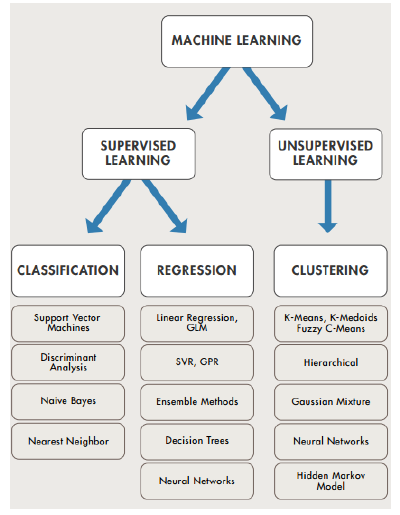 MACHINE LEARNING
SUPERVISED
LEARNING
UNSUPERVISED
LEARNING
CLASSIFICATION
REGRESSION
CLUSTERING
Support Vector
Machines
Discriminant
Analysis
Naive Bayes
Nearest Neighbor
Linear Regression,
GLM
SVR, GPR
Ensemble Methods
Decision Trees
Neural Networks
K-Means, K-Medoids
Fuzzy C-Means
Hierarchical
Gaussian Mixture
Neural Networks
Hidden Markov
Model